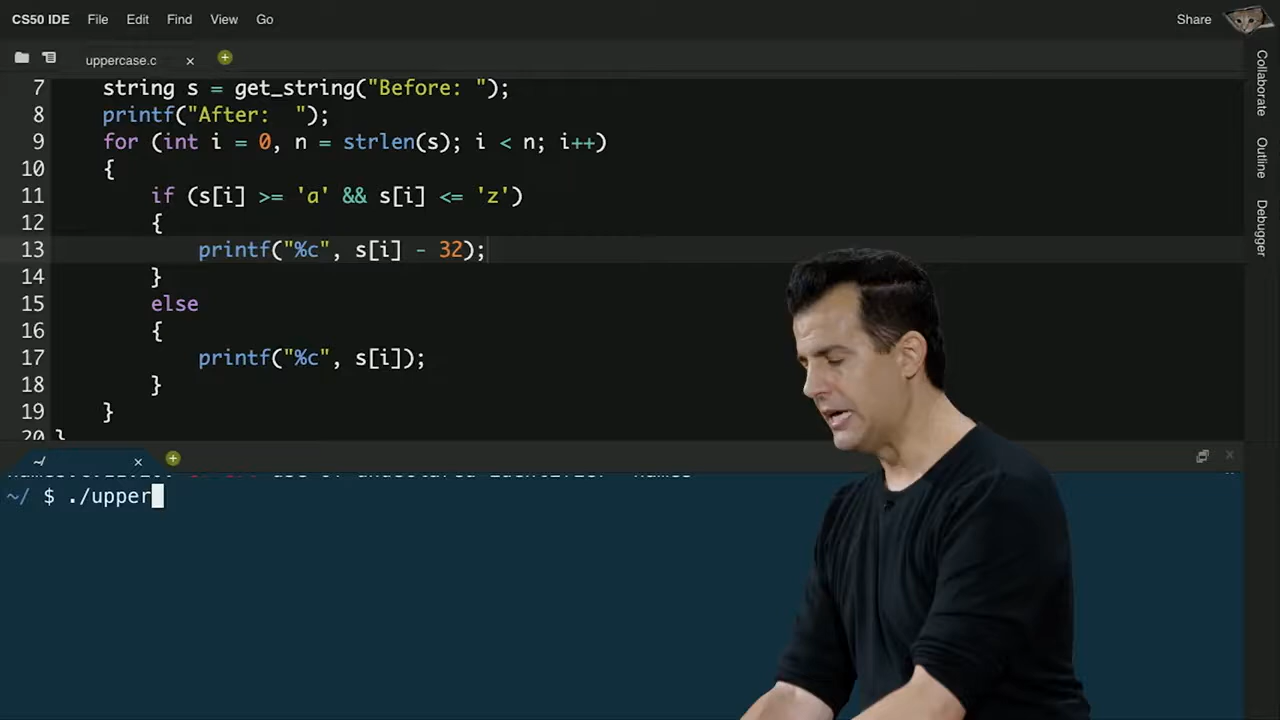 CS50 IDE File Edit Find View Go Share
uppercase.c
Collaborate
Outline
Debugger
7 string s = get_string("Before: ");
8 printf("After:  ");
9 for (int i = 0, n = strlen(s); i < n; i++)
10 {
11 if (s[i] >= 'a' && s[i] <= 'z')
12 {
13 printf("%c", s[i] - 32);
14 }
15 else
16 {
17 printf("%c", s[i]);
18 }
19 }
20 }
~/
~/ $ ./upper